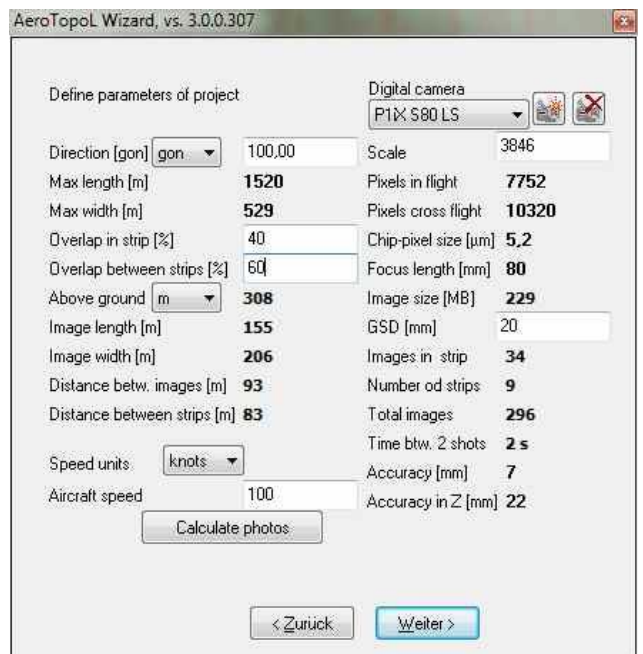 AeroTopoL Wizard, vs. 3.0.0.307
Define parameters of project
Digital camera
P1iX S80 LS
Direction [gon] gon 100,00
Scale 3846
Max length [m] 1520
Pixels in flight 7752
Max width [m] 529
Pixels cross flight 10320
Overlap in strip [%] 40
Chip-pixel size [µm] 5,2
Overlap between strips [%] 60
Focus length [mm] 80
Above ground m 308
Image size [MB] 229
Image length [m] 155
GSD [mm] 20
Image width [m] 206
Images in strip 34
Distance betw. images [m] 93
Number od strips 9
Distance between strips [m] 83
Total images 296
Time btw. 2 shots 2 s
Speed units knots
Accuracy [mm] 7
Aircraft speed 100
Accuracy in Z [mm] 22
Calculate photos
< Zurück
Weiter >